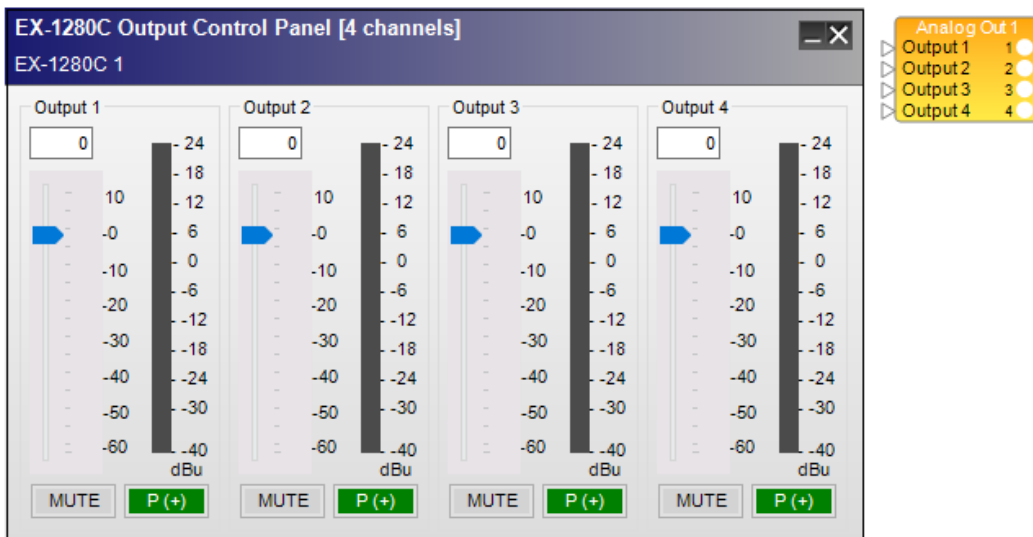 EX-1280C Output Control Panel [4 channels]
EX-1280C 1
Output 1 Output 2 Output 3 Output 4
0 0 0 0
- 24 - 24 - 24 - 24
- 18 - 18 - 18 - 18
10 - 12 10 - 12 10 - 12 10 - 12
-0 - 6 -0 - 6 -0 - 6 -0 - 6
- 0 - 0 - 0 - 0
-10 -10 -10 -10
- -6 - -6 - -6 - -6
-20 - -12 -20 - -12 -20 - -12 -20 - -12
-30 - -18 -30 - -18 -30 - -18 -30 - -18
-40 - -24 -40 - -24 -40 - -24 -40 - -24
-50 - -30 -50 - -30 -50 - -30 -50 - -30
-60 - -40 -60 - -40 -60 - -40 -60 - -40
dBu dBu dBu dBu
MUTE P (+) MUTE P (+) MUTE P (+) MUTE P (+)
Analog Out 1
Output 1 1
Output 2 2
Output 3 3
Output 4 4